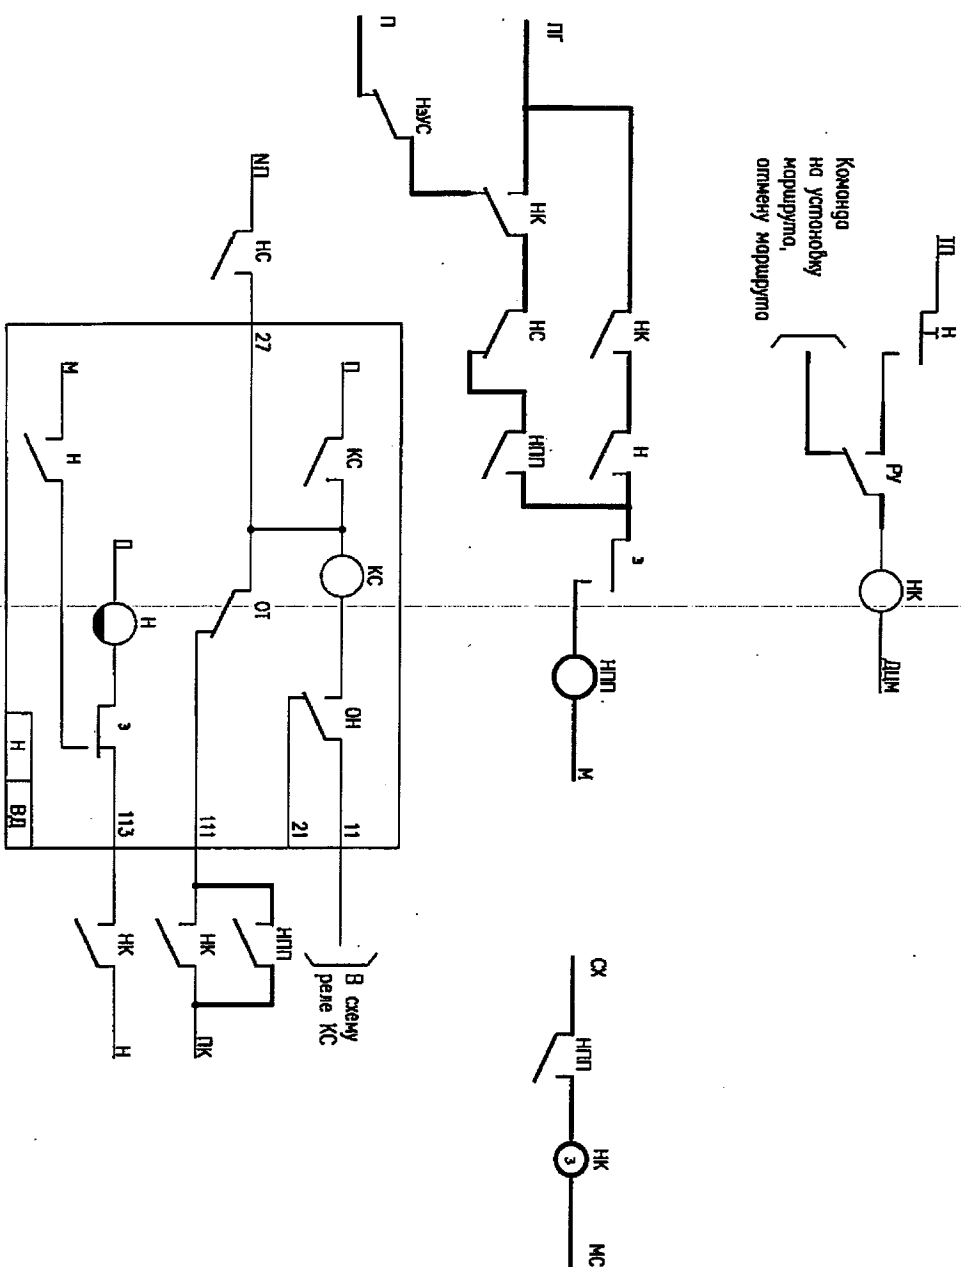 ПГ
НК
Н
э
НПП
М
П
НэУС
НК
НС
НПП
ПП
Н
Команда
на установку
маршрута,
отмену маршрута
РУ
НК
ДЦМ
СХ
НПП
НК
З
МС
НС
27
П
КС
КС
ОН
11
21
В схему
реле КС
ОТ
111
НПП
НК
ПК
М
Н
П
Н
э
113
НК
Н
Н
ВД